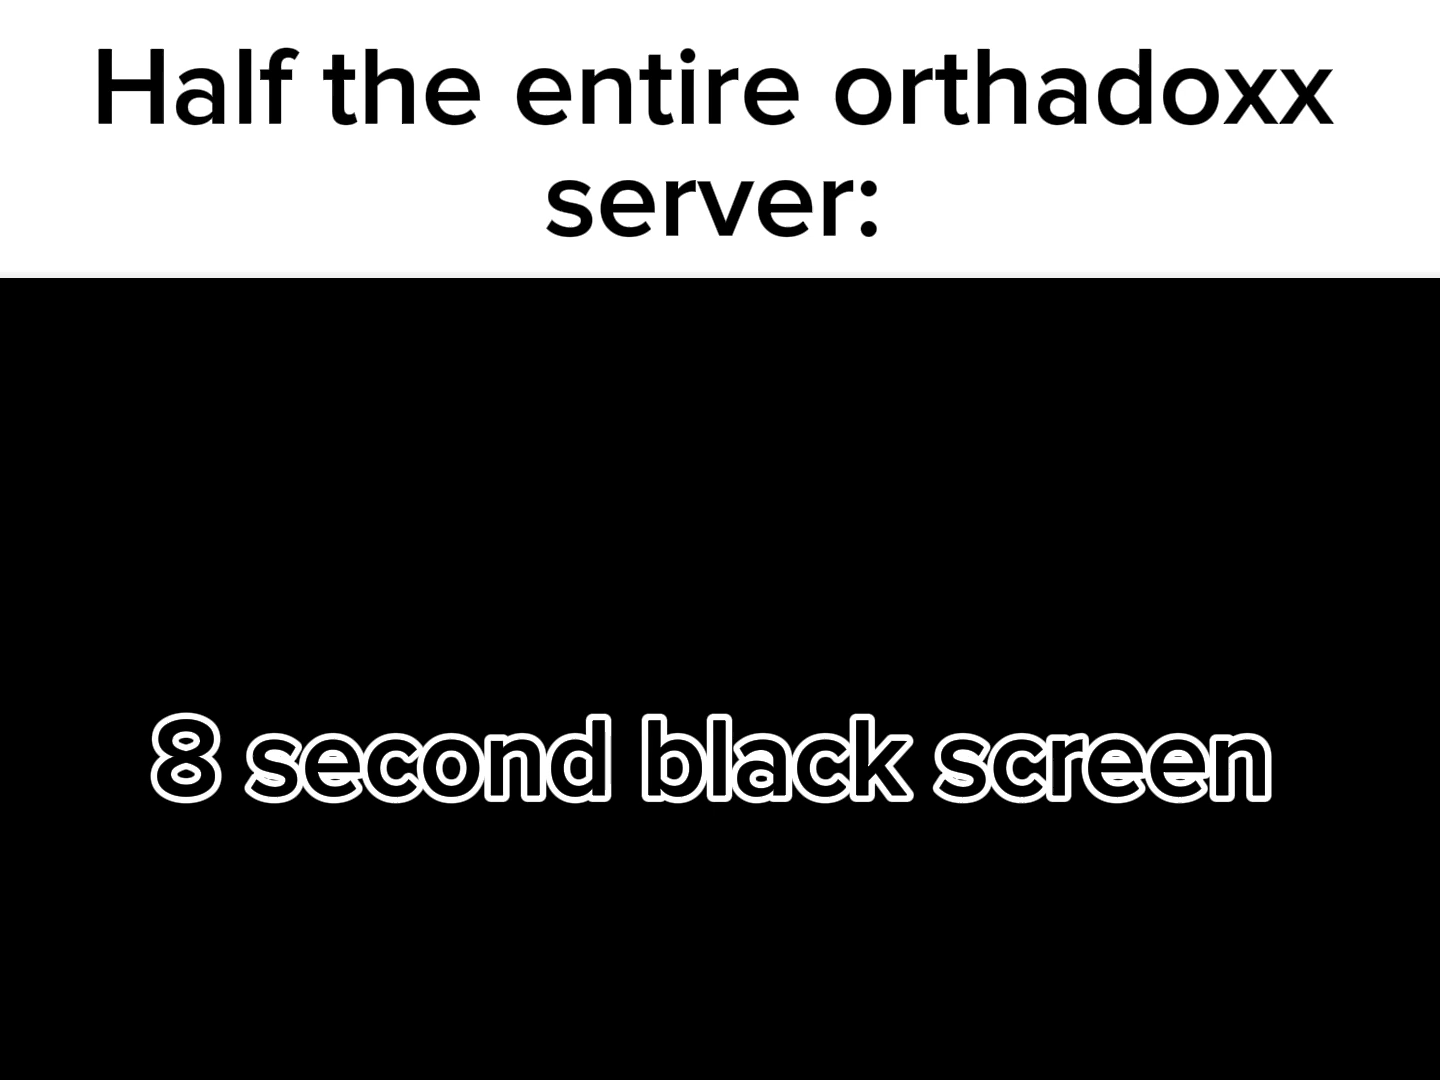 Half the entire orthadoxx
server:
8 second black screen